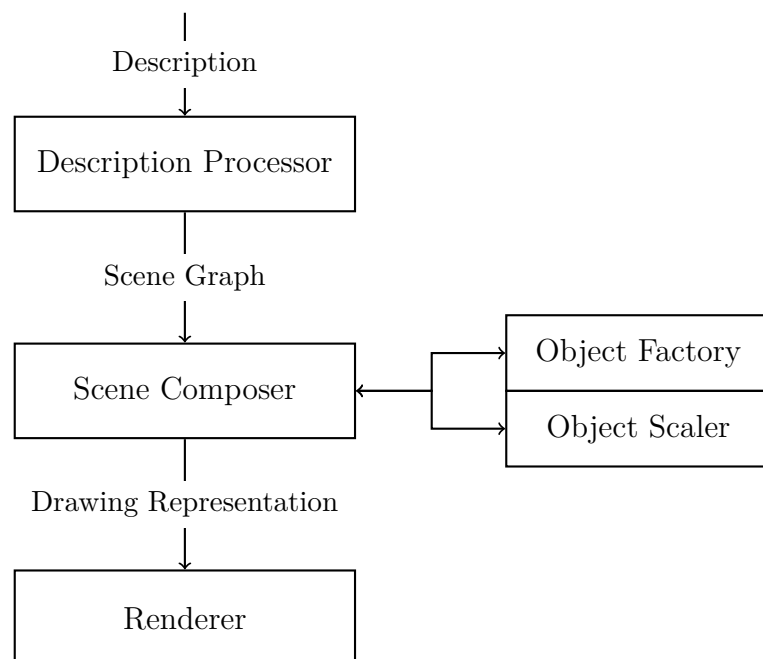 Description
Description Processor
Scene Graph
Scene Composer
Object Factory
Object Scaler
Drawing Representation
Renderer